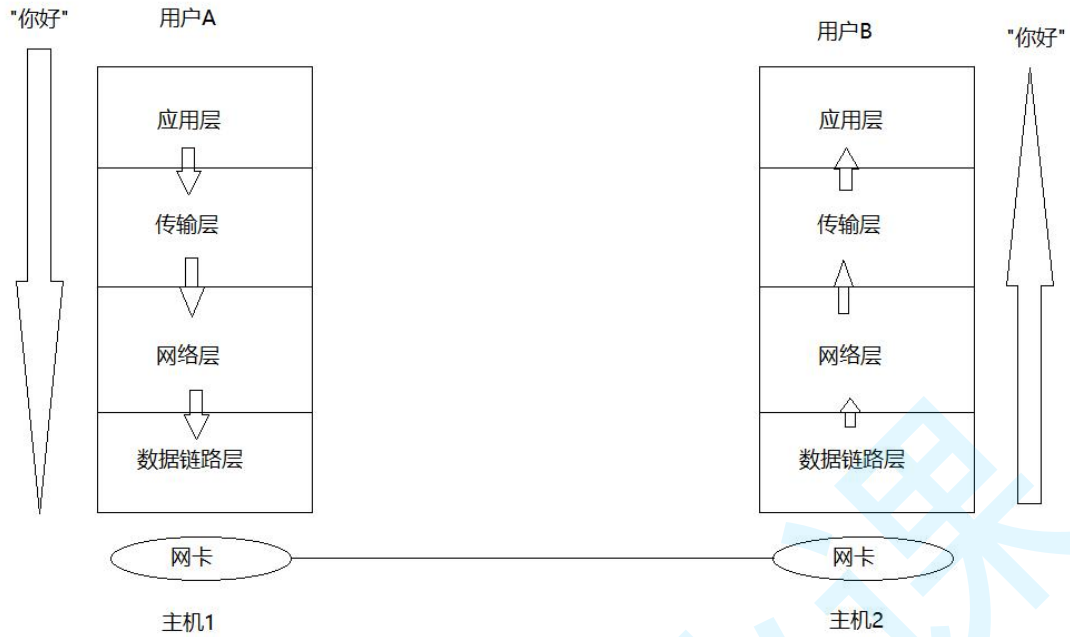 "你好"
用户A
应用层
传输层
网络层
数据链路层
网卡
主机1
用户B
"你好"
应用层
传输层
网络层
数据链路层
网卡
主机2
课